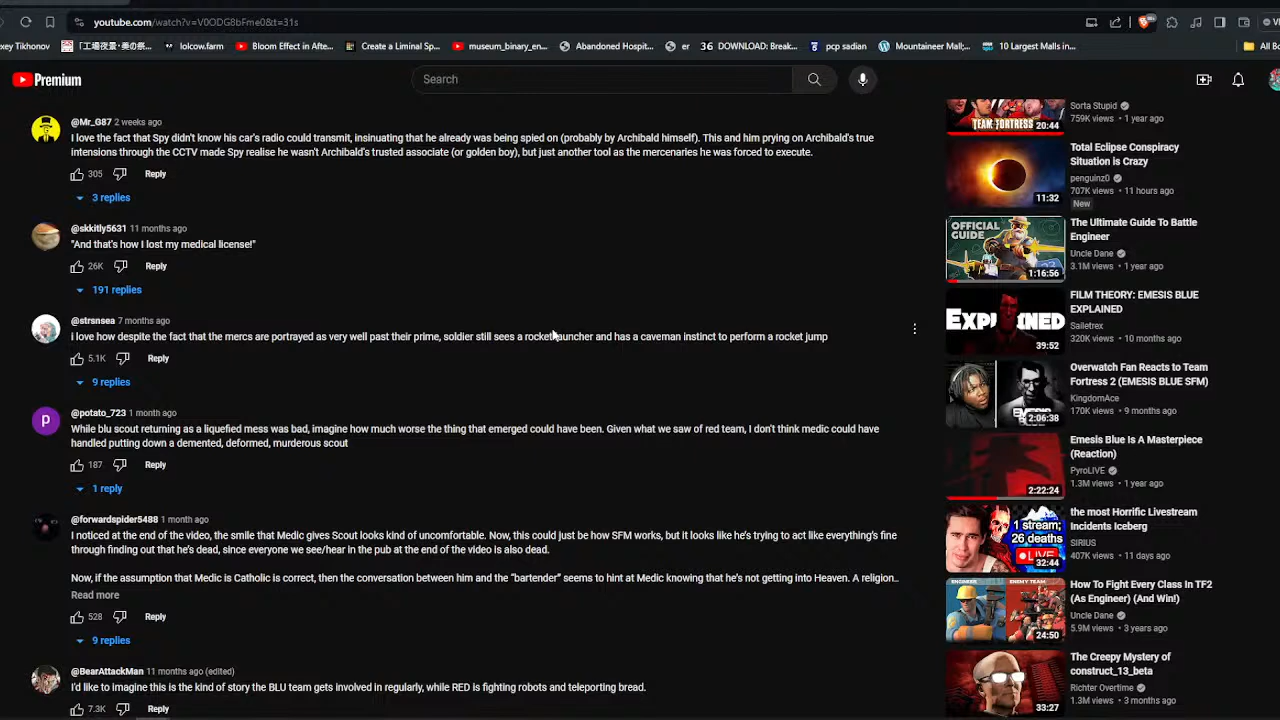 youtube.com/watch?v=V0ODG8bFme0&t=31s
exey Tikhonov
「工場夜景・奏の祭...
lolcow.farm
Bloom Effect in Afte...
Create a Liminal Sp...
museum_binary_en...
Abandoned Hospit...
er
36 DOWNLOAD: Break...
pcp sadian
Mountaineer Mall;...
10 Largest Malls in...
All Bo
Premium
Search
@Mr_G87 2 weeks ago
I love the fact that Spy didn't know his car's radio could transmit, insinuating that he already was being spied on (probably by Archibald himself). This and him prying on Archibald's true
intensions through the CCTV made Spy realise he wasn't Archibald's trusted associate (or golden boy), but just another tool as the mercenaries he was forced to execute.
305 Reply
3 replies
@skkitly5631 11 months ago
"And that's how I lost my medical license!"
26K Reply
191 replies
@strsnsea 7 months ago
i love how despite the fact that the mercs are portrayed as very well past their prime, soldier still sees a rocket launcher and has a caveman instinct to perform a rocket jump
5.1K Reply
9 replies
@potato_723 1 month ago
While blu scout returning as a liquefied mess was bad, imagine how much worse the thing that emerged could have been. Given what we saw of red team, I don't think medic could have
handled putting down a demented, deformed, murderous scout
187 Reply
1 reply
@forwardspider5488 1 month ago
I noticed at the end of the video, the smile that Medic gives Scout looks kind of uncomfortable. Now, this could just be how SFM works, but it looks like he's trying to act like everything's fine
through finding out that he's dead, since everyone we see/hear in the pub at the end of the video is also dead.
Now, if the assumption that Medic is Catholic is correct, then the conversation between him and the "bartender" seems to hint at Medic knowing that he's not getting into Heaven. A religion..
Read more
528 Reply
9 replies
@BearAttackMan 11 months ago (edited)
I'd like to imagine this is the kind of story the BLU team gets involved in regularly, while RED is fighting robots and teleporting bread.
7.3K Reply
TEAM FORTRESS
20:44
Sorta Stupid
759K views • 1 year ago
11:32
Total Eclipse Conspiracy
Situation is Crazy
penguinz0
707K views • 11 hours ago
New
OFFICIAL
GUIDE
1:16:56
The Ultimate Guide To Battle
Engineer
Uncle Dane
3.1M views • 1 year ago
EXPLAINED
39:52
FILM THEORY: EMESIS BLUE
EXPLAINED
Sailetrex
320K views • 10 months ago
EMESIS
2:06:38
Overwatch Fan Reacts to Team
Fortress 2 (EMESIS BLUE SFM)
KingdomAce
170K views • 9 months ago
2:22:24
Emesis Blue Is A Masterpiece
(Reaction)
PyroLIVE
1.3M views • 1 year ago
1 stream;
26 deaths
LIVE
32:44
the most Horrific Livestream
Incidents Iceberg
SIRIUS
407K views • 11 days ago
ENGINEER
ENEMY TEAM
24:50
How To Fight Every Class In TF2
(As Engineer) (And Win!)
Uncle Dane
5.9M views • 3 years ago
33:27
The Creepy Mystery of
construct_13_beta
Richter Overtime
1.3M views • 3 months ago